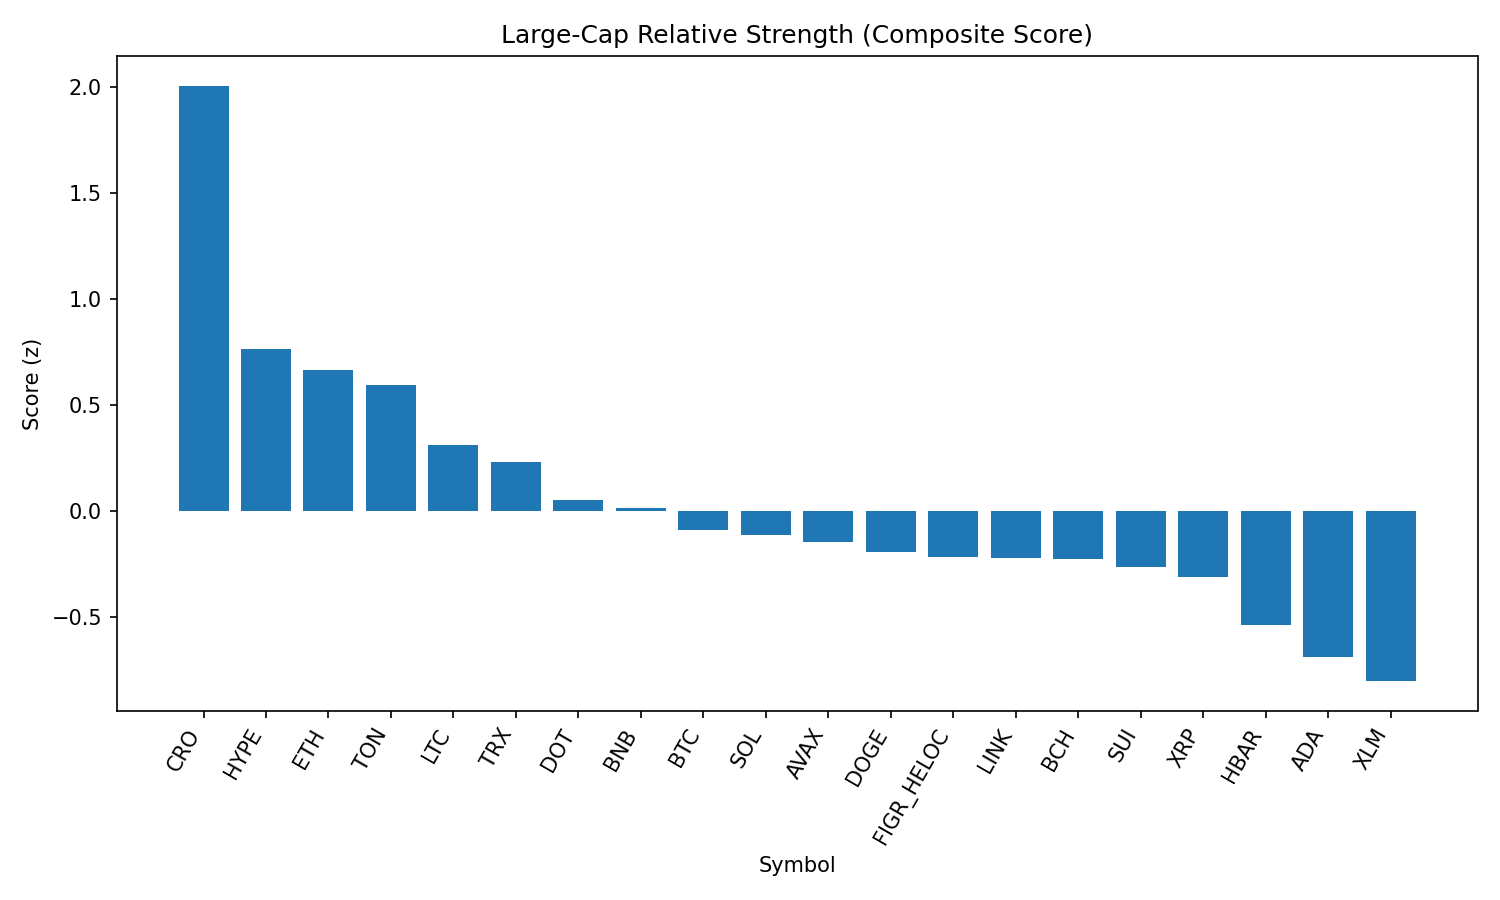 Large-Cap Relative Strength (Composite Score)
2.0
1.5
1.0
0.5
0.0
−0.5
Score (z)
CRO
HYPE
ETH
TON
LTC
TRX
DOT
BNB
BTC
SOL
AVAX
DOGE
FIGR_HELOC
LINK
BCH
SUI
XRP
HBAR
ADA
XLM
Symbol